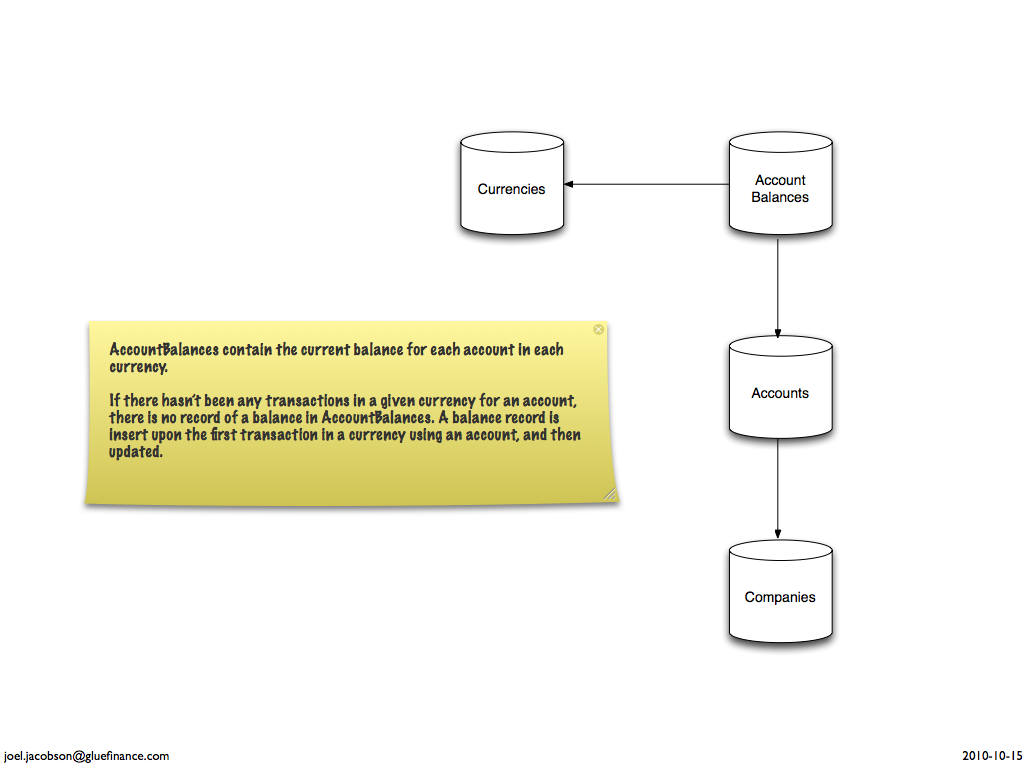 Currencies
Account
Balances
AccountBalances contain the current balance for each account in each
currency.
If there hasn't been any transactions in a given currency for an account,
there is no record of a balance in AccountBalances. A balance record is
insert upon the first transaction in a currency using an account, and then
updated.
Accounts
Companies
joel.jacobson@gluefinance.com
2010-10-15